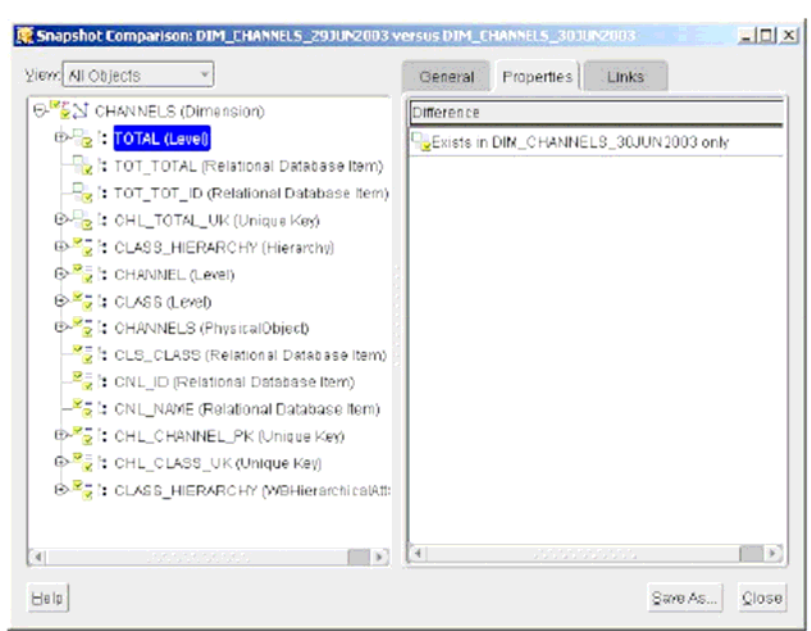 Snapshot Comparison: DIM_CHANNELS_29JUN2003 versus DIM_CHANNELS_30JUN2003
View: All Objects
General Properties Links
CHANNELS (Dimension)
TOTAL (Level)
TOT_TOTAL (Relational Database Item)
TOT_TOT_ID (Relational Database Item)
CHL_TOTAL_UK (Unique Key)
CLASS_HIERARCHY (Hierarchy)
CHANNEL (Level)
CLASS (Level)
CHANNELS (PhysicalObject)
CLS_CLASS (Relational Database Item)
CNL_ID (Relational Database Item)
CNL_NAME (Relational Database Item)
CHL_CHANNEL_PK (Unique Key)
CHL_CLASS_UK (Unique Key)
CLASS_HIERARCHY (WBHierarchicalAtt
Difference
Exists in DIM_CHANNELS_30JUN2003 only
Help
Save As... Close